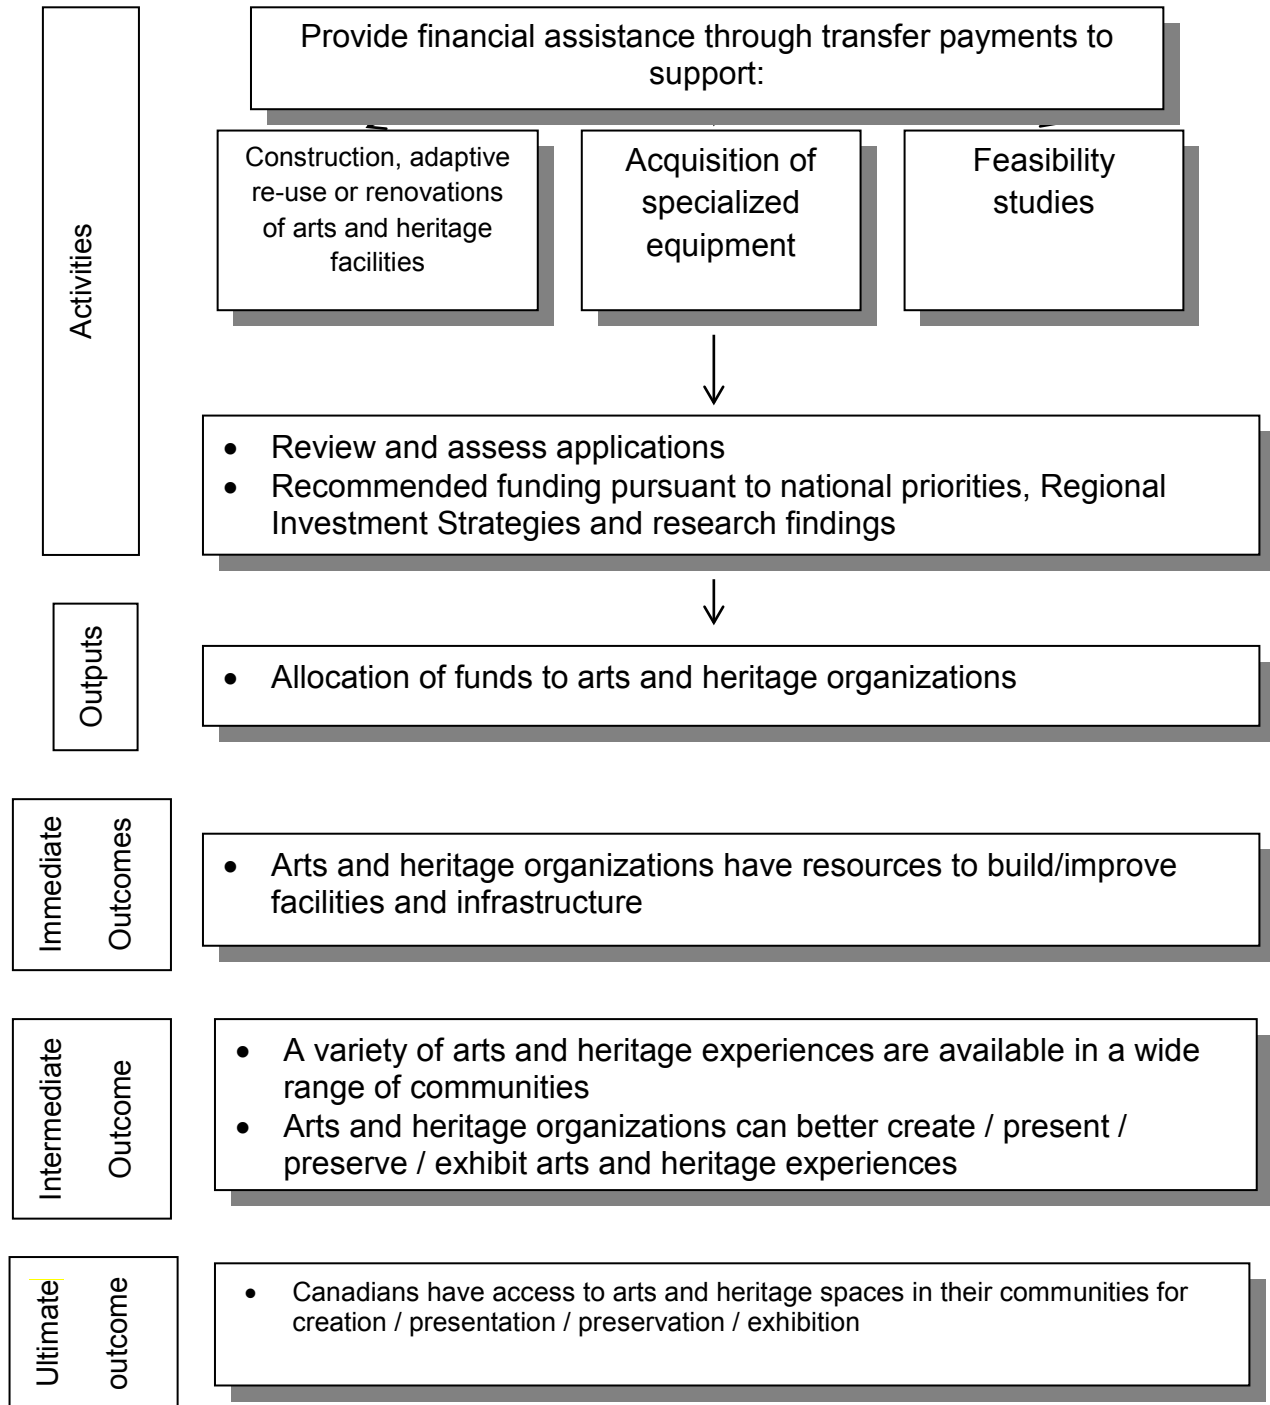 Activities
Provide financial assistance through transfer payments to
support:
Construction, adaptive
re-use or renovations
of arts and heritage
facilities
Acquisition of
specialized
equipment
Feasibility
studies
• Review and assess applications
• Recommended funding pursuant to national priorities, Regional
Investment Strategies and research findings
Outputs
• Allocation of funds to arts and heritage organizations
Immediate
Outcomes
• Arts and heritage organizations have resources to build/improve
facilities and infrastructure
Intermediate
Outcome
• A variety of arts and heritage experiences are available in a wide
range of communities
• Arts and heritage organizations can better create / present /
preserve / exhibit arts and heritage experiences
Ultimate
outcome
• Canadians have access to arts and heritage spaces in their communities for
creation / presentation / preservation / exhibition